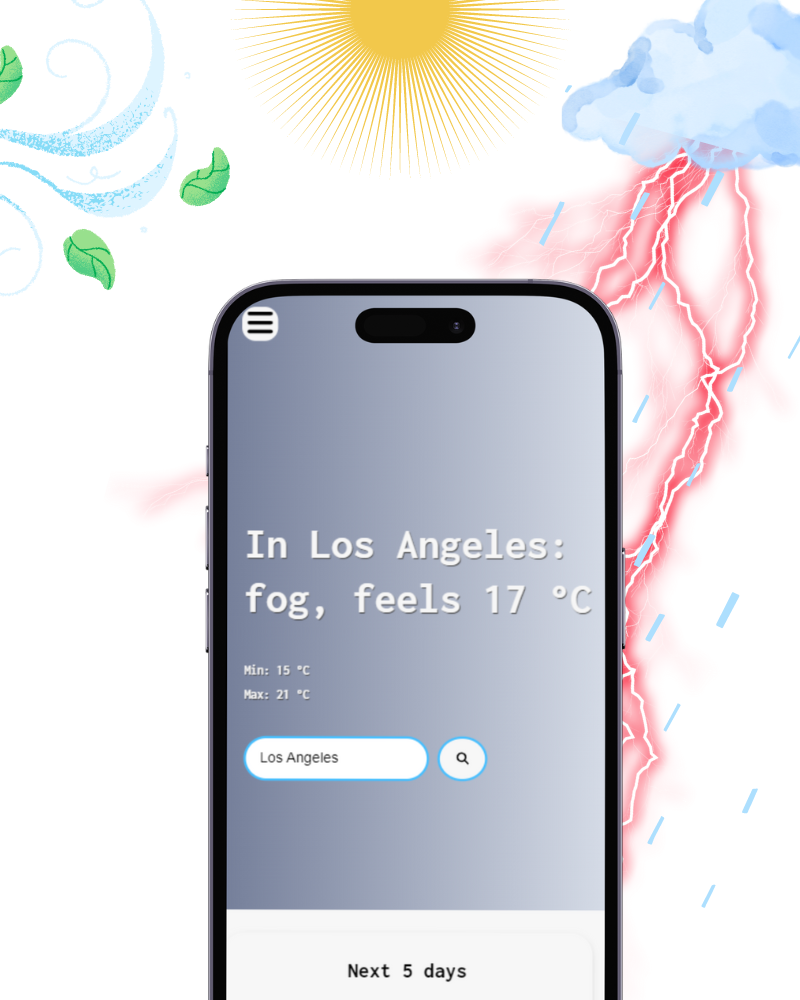 In Los Angeles:
fog, feels 17 °C
Min: 15 °C
Max: 21 °C
Los Angeles
Next 5 days